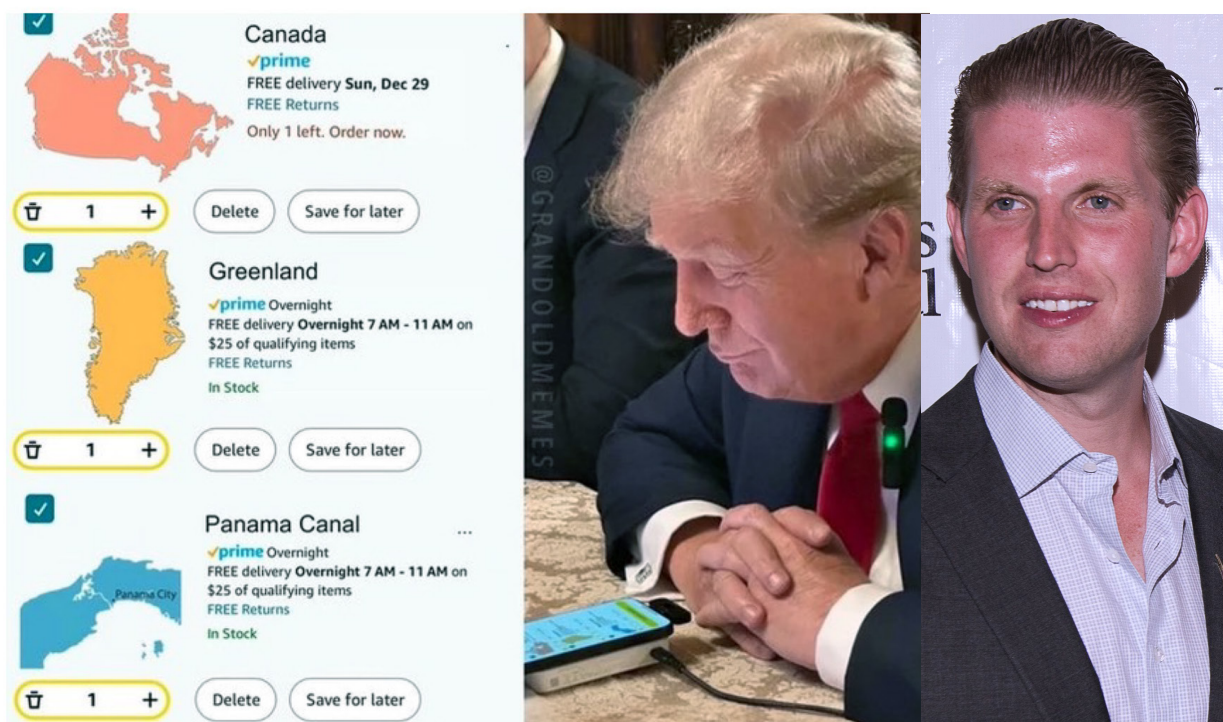 Canada
prime
FREE delivery Sun, Dec 29
FREE Returns
Only 1 left. Order now.
1 +
Delete
Save for later
Greenland
prime Overnight
FREE delivery Overnight 7 AM - 11 AM on
$25 of qualifying items
FREE Returns
In Stock
1 +
Delete
Save for later
Panama Canal
...
prime Overnight
FREE delivery Overnight 7 AM - 11 AM on
$25 of qualifying items
FREE Returns
In Stock
Panama City
1 +
Delete
Save for later
@GRANDOLDMEMES
s
l